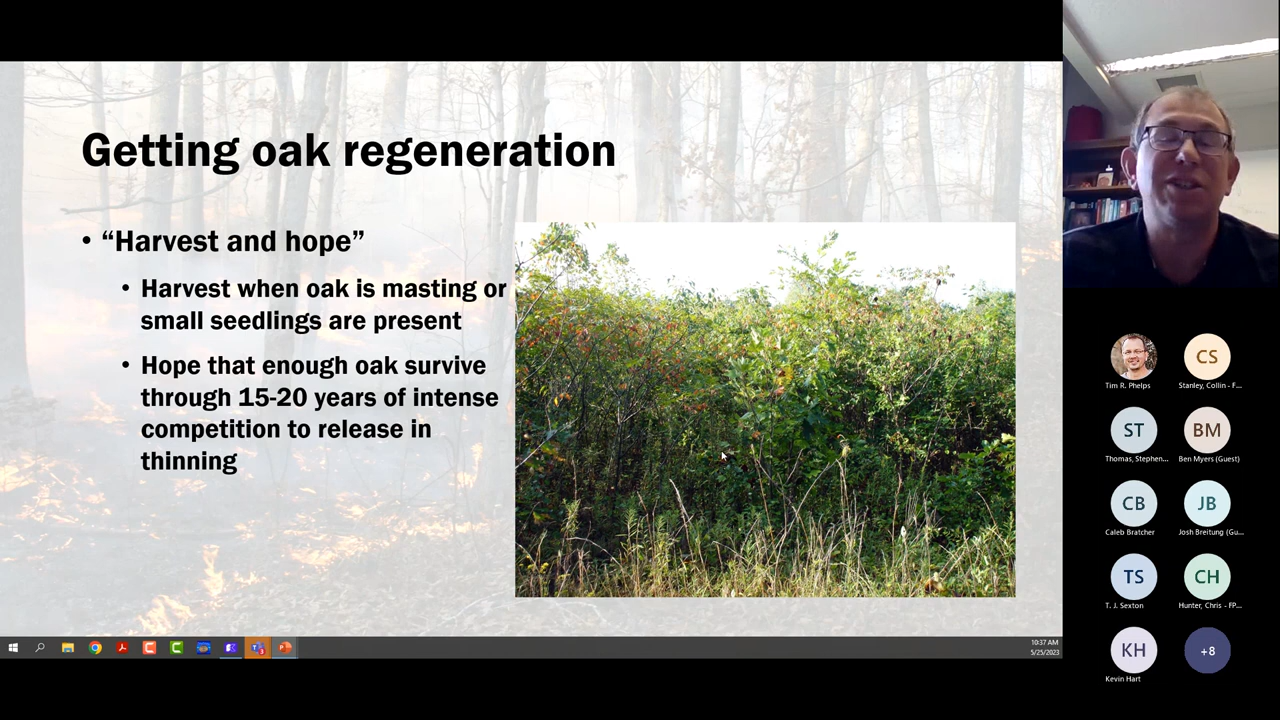 Getting oak regeneration
• “Harvest and hope”
• Harvest when oak is masting or
small seedlings are present
• Hope that enough oak survive
through 15-20 years of intense
competition to release in
thinning
10:37 AM
5/25/2023
Tim R. Phelps
CS
Stanley, Collin - F...
ST
Thomas, Stephen...
BM
Ben Myers (Guest)
CB
Caleb Bratcher
JB
Josh Breitung (Gu...
TS
T. J. Sexton
CH
Hunter, Chris - FP...
KH
Kevin Hart
+8